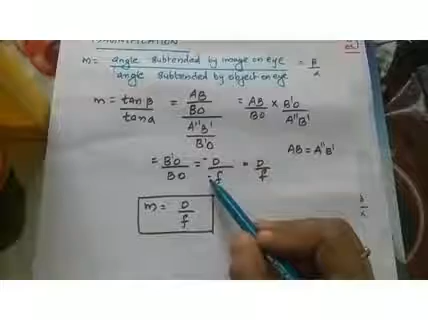 m= angle subtended by image on eye = β
angle subtended by object on eye α
m = tanβ = AB = AB × B'O
tanα BO BO A''B'
A''B'
B'O
= B'O = -D = D AB = A''B'
BO -f f
m= D
f